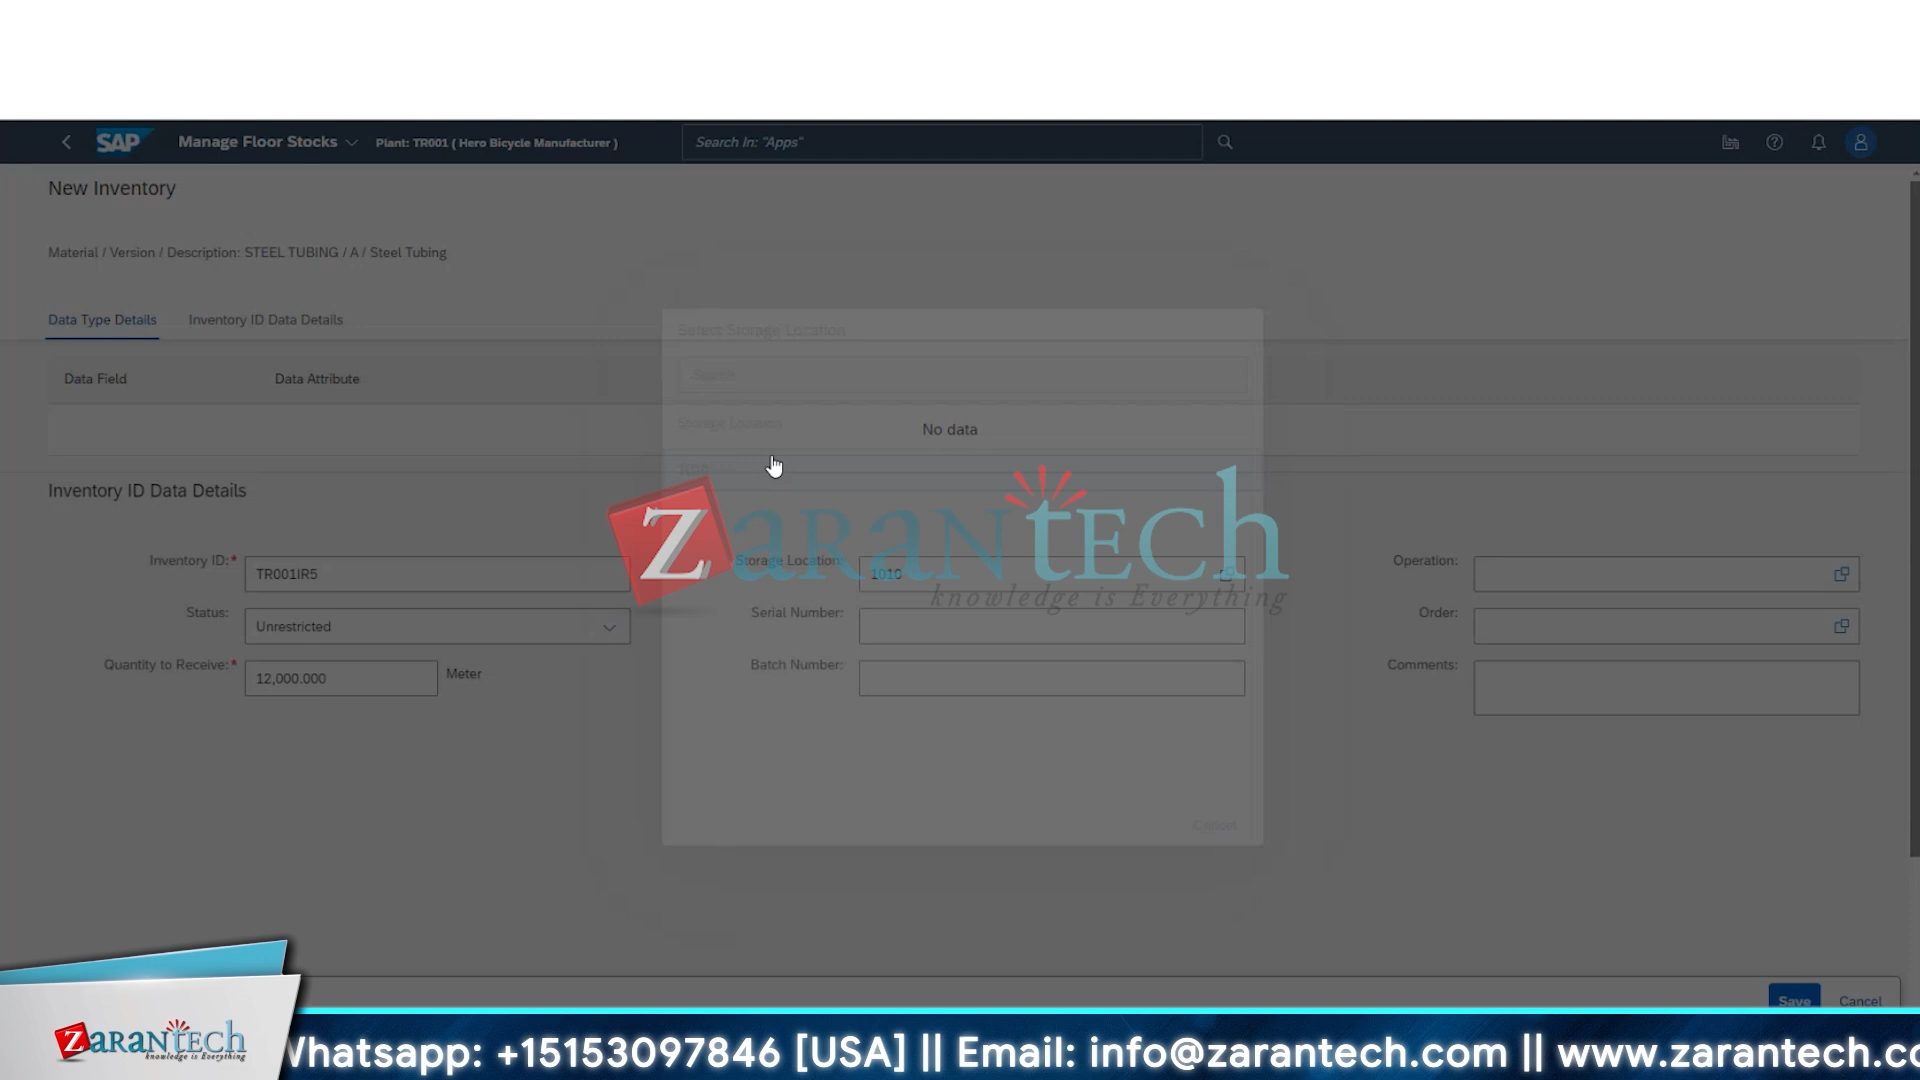 SAP Manage Floor Stocks Plant: TR001 ( Hero Bicycle Manufacturer ) Search In: "Apps"
New Inventory
Material / Version / Description: STEEL TUBING / A / Steel Tubing
Data Type Details Inventory ID Data Details
Select Storage Location
Search
Data Field Data Attribute
Storage Location
No data
1010
Inventory ID Data Details
ZaranTech
knowledge is Everything
Inventory ID:* TR001IR5 Storage Location: 1010 Operation:
Status: Unrestricted Serial Number: Order:
Quantity to Receive:* 12,000.000 Meter Batch Number: Comments:
Cancel
Save Cancel
ZaranTech
knowledge is Everything
Whatsapp: +15153097846 [USA] || Email: info@zarantech.com || www.zarantech.co